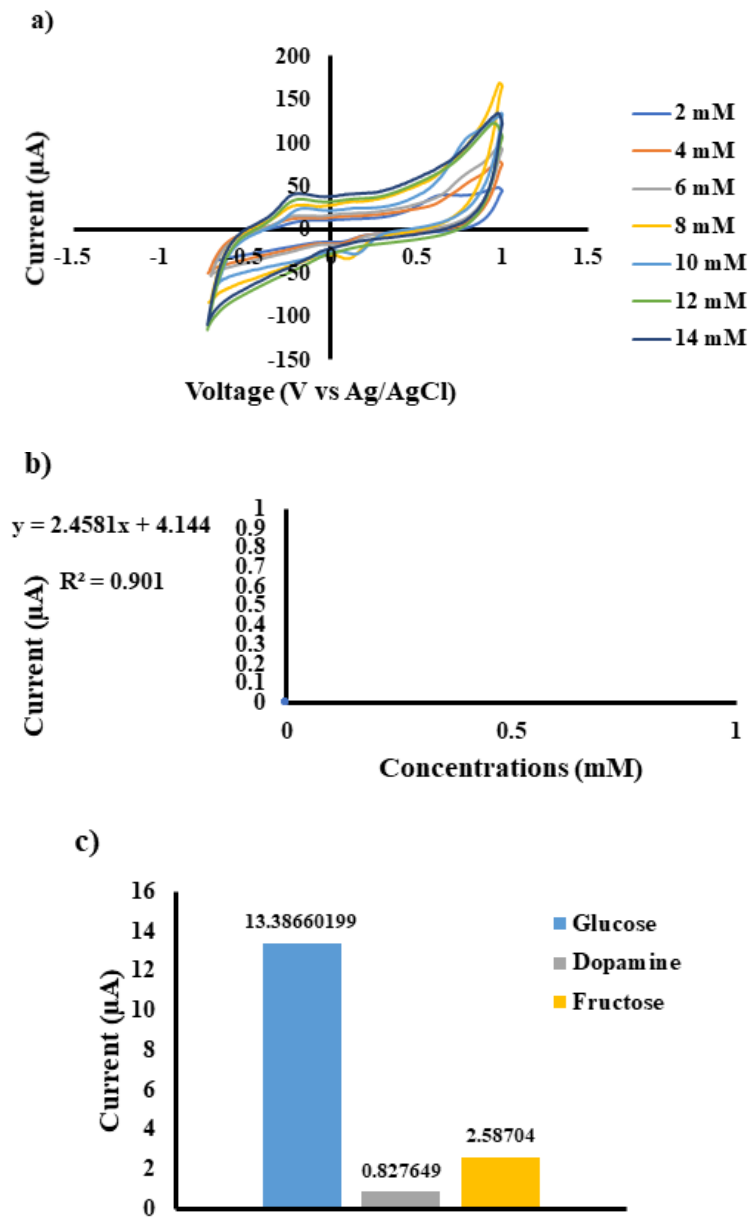 a)
200
150
100
50
0
-50
-100
-150
-1.5
-1
-0.5
0
0.5
1
1.5
Current (µA)
Voltage (V vs Ag/AgCl)
2 mM
4 mM
6 mM
8 mM
10 mM
12 mM
14 mM
b)
y = 2.4581x + 4.144
R² = 0.901
Current (µA)
1
0.9
0.8
0.7
0.6
0.5
0.4
0.3
0.2
0.1
0
0
0.5
1
Concentrations (mM)
c)
16
14
12
10
8
6
4
2
0
Current (µA)
13.38660199
0.827649
2.58704
Glucose
Dopamine
Fructose